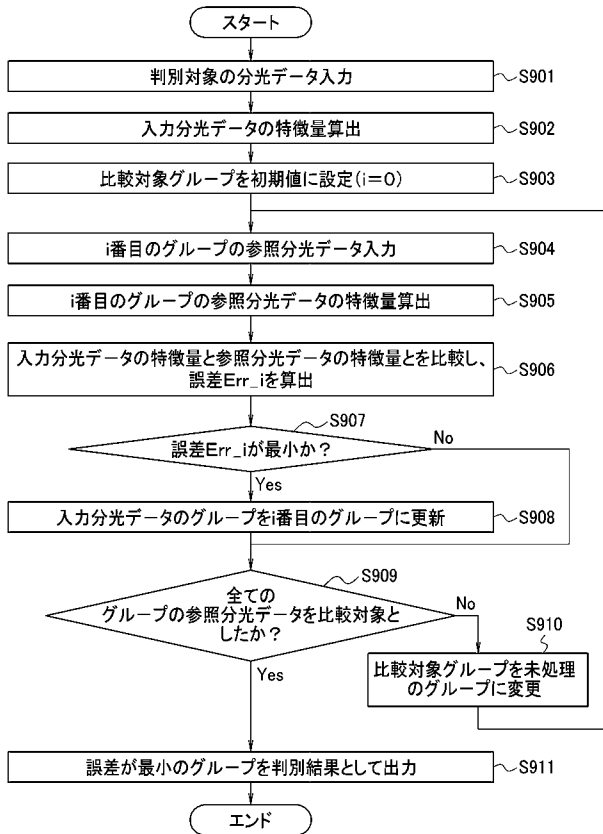 スタート
判別対象の分光データ入力
S901
入力分光データの特徴量算出
S902
比較対象グループを初期値に設定(i=0)
S903
i番目のグループの参照分光データ入力
S904
i番目のグループの参照分光データの特徴量算出
S905
入力分光データの特徴量と参照分光データの特徴量とを比較し、
誤差Err_iを算出
S906
S907
誤差Err_iが最小か?
No
Yes
入力分光データのグループをi番目のグループに更新
S908
S909
全ての
グループの参照分光データを比較対象と
したか?
No
Yes
S910
比較対象グループを未処理
のグループに変更
誤差が最小のグループを判別結果として出力
S911
エンド